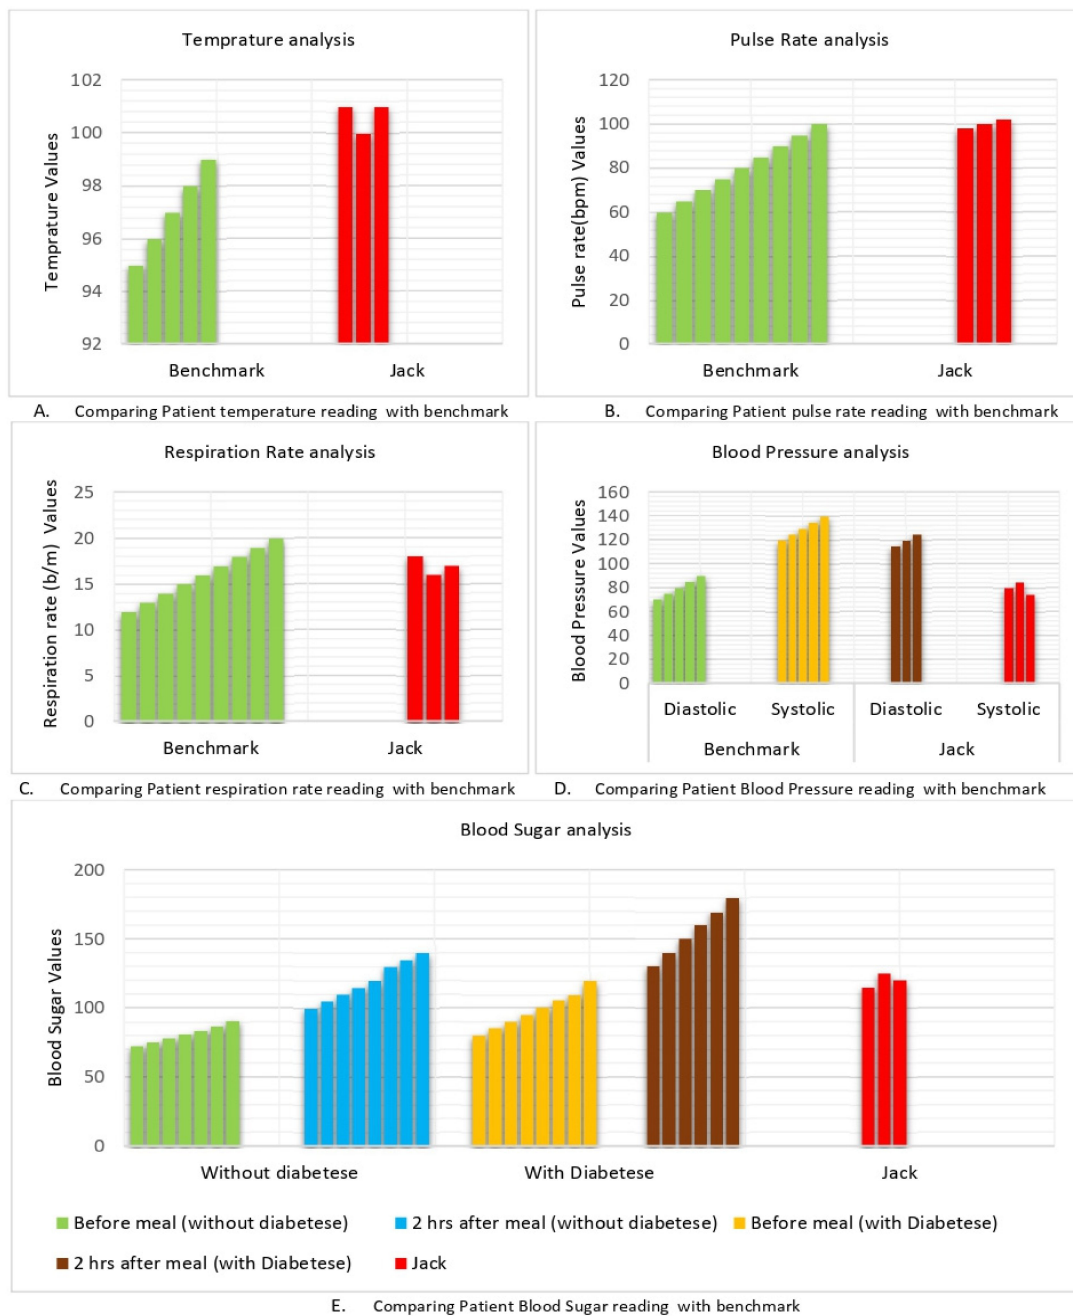 Temprature analysis
Temprature Values
102
100
98
96
94
92
Benchmark Jack
A. Comparing Patient temperature reading with benchmark
Pulse Rate analysis
Pulse rate(bpm) Values
120
100
80
60
40
20
0
Benchmark Jack
B. Comparing Patient pulse rate reading with benchmark
Respiration Rate analysis
Respiration rate (b/m) Values
25
20
15
10
5
0
Benchmark Jack
C. Comparing Patient respiration rate reading with benchmark
Blood Pressure analysis
Blood Pressure Values
160
140
120
100
80
60
40
20
0
Diastolic Systolic Diastolic Systolic
Benchmark Jack
D. Comparing Patient Blood Pressure reading with benchmark
Blood Sugar analysis
Blood Sugar Values
200
150
100
50
0
Without diabetese With Diabetese Jack
Before meal (without diabetese) 2 hrs after meal (without diabetese) Before meal (with Diabetese)
2 hrs after meal (with Diabetese) Jack
E. Comparing Patient Blood Sugar reading with benchmark